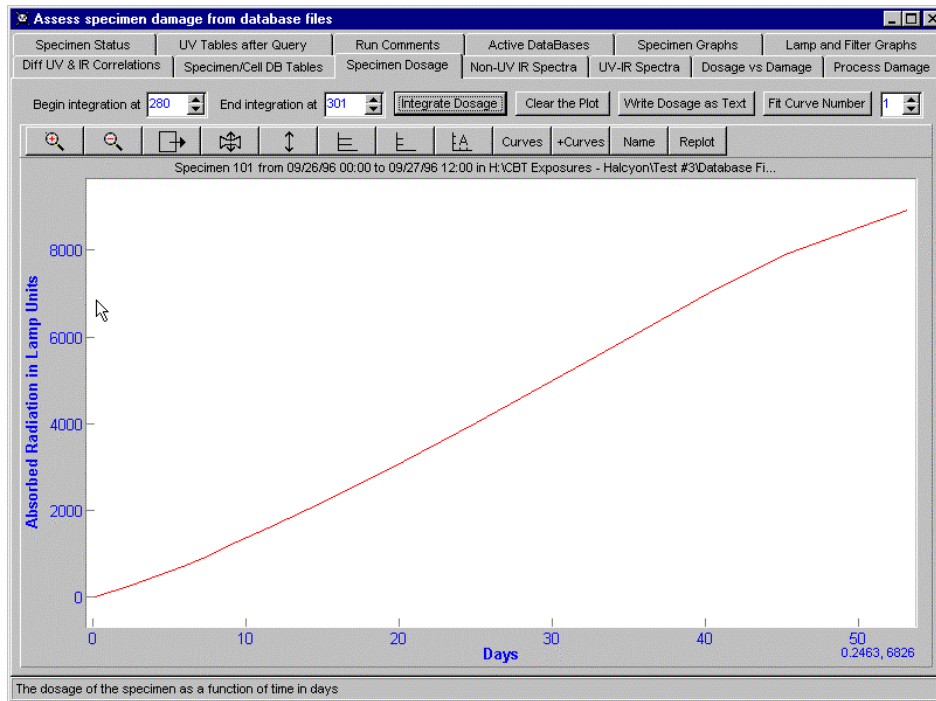 Assess specimen damage from database files
Specimen Status UV Tables after Query Run Comments Active DataBases Specimen Graphs Lamp and Filter Graphs
Diff UV & IR Correlations Specimen/Cell DB Tables Specimen Dosage Non-UV IR Spectra UV-IR Spectra Dosage vs Damage Process Damage
Begin integration at 280 End integration at 301 Integrate Dosage Clear the Plot Write Dosage as Text Fit Curve Number 1
A Curves +Curves Name Replot
Specimen 101 from 09/26/96 00:00 to 09/27/96 12:00 in H:\CBT Exposures - Halcyon\Test #3\Database Fi...
Absorbed Radiation in Lamp Units
8000
6000
4000
2000
0
0 10 20 30 40 50
Days 0.2463, 6826
The dosage of the specimen as a function of time in days